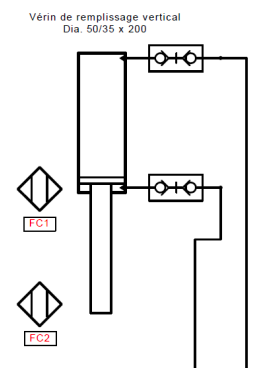 Vérin de remplissage vertical
Dia. 50/35 x 200
FC1
FC2